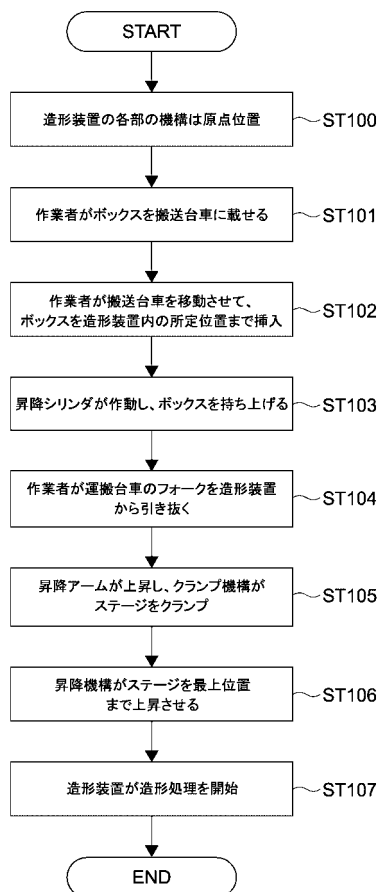 START
造形装置の各部の機構は原点位置
ST100
作業者がボックスを搬送台車に載せる
ST101
作業者が搬送台車を移動させて、
ボックスを造形装置内の所定位置まで挿入
ST102
昇降シリンダが作動し、ボックスを持ち上げる
ST103
作業者が運搬台車のフォークを造形装置
から引き抜く
ST104
昇降アームが上昇し、クランプ機構が
ステージをクランプ
ST105
昇降機構がステージを最上位置
まで上昇させる
ST106
造形装置が造形処理を開始
ST107
END